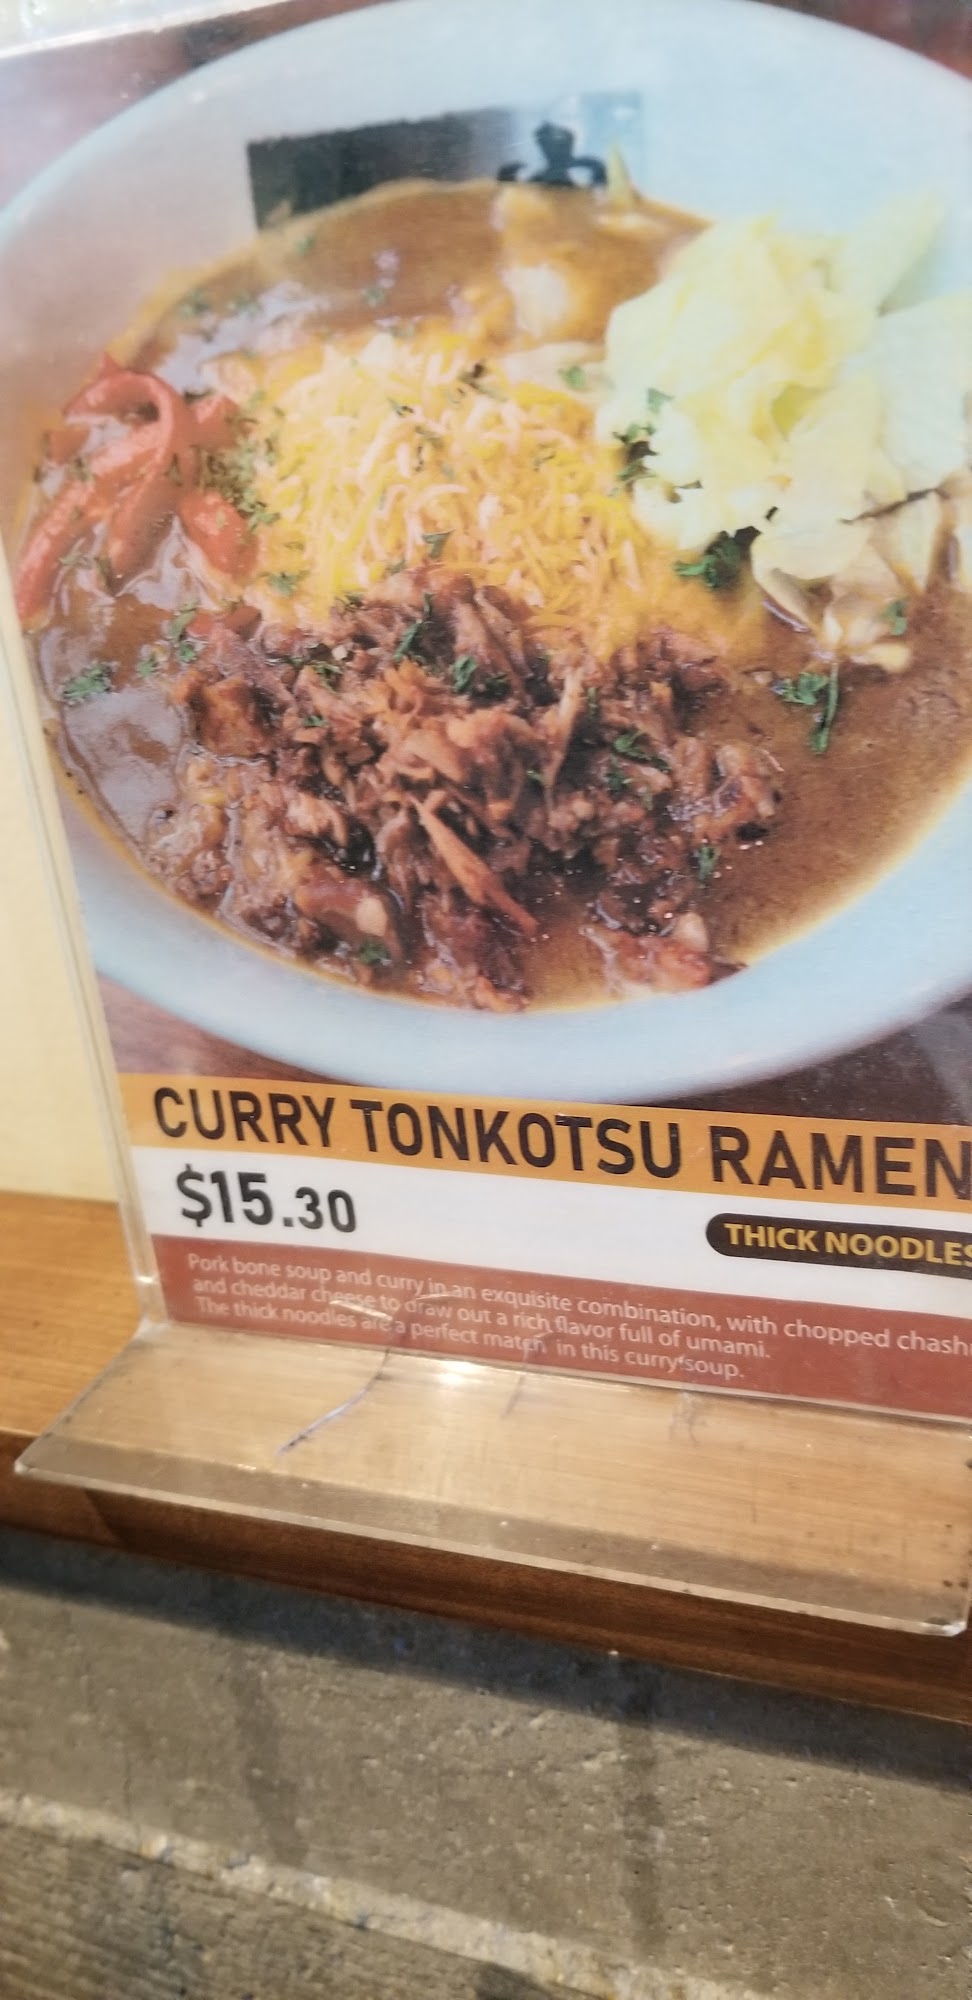 CURRY TONKOTSU RAMEN
$15.30
THICK NOODLES
Pork bone soup and curry in an exquisite combination, with chopped chashu
and cheddar cheese to draw out a rich flavor full of umami.
The thick noodles are a perfect match in this curry soup.